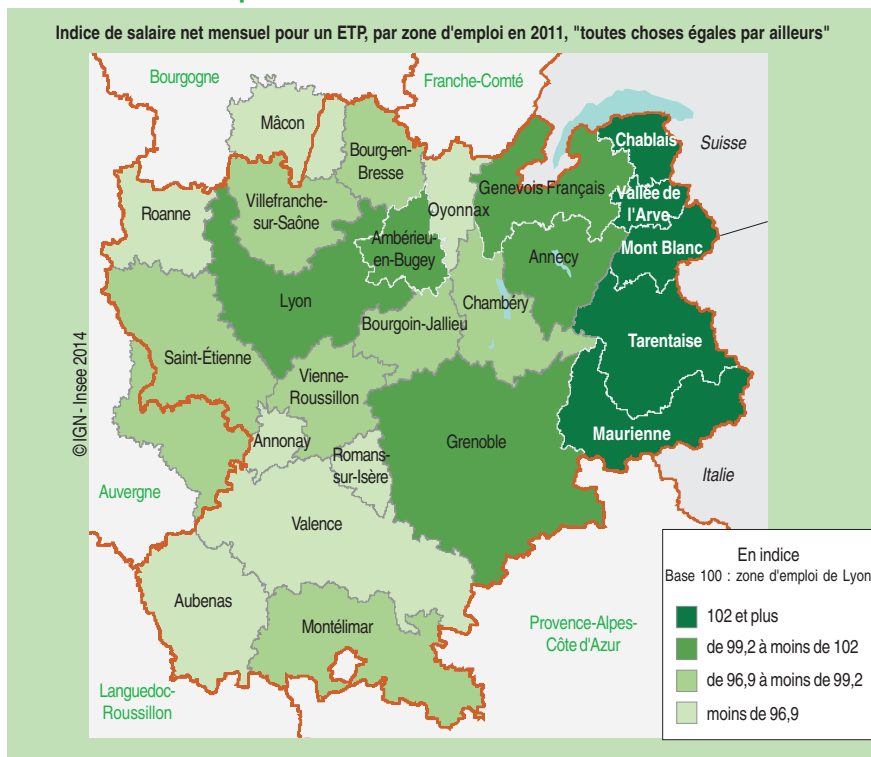 Indice de salaire net mensuel pour un ETP, par zone d'emploi en 2011, "toutes choses égales par ailleurs"
Bourgogne
Franche-Comté
Suisse
Mâcon
Bourg-en-
Bresse
Chablais
Genevois Français
Vallée de
l'Arve
Roanne
Villefranche-
sur-Saône
Oyonnax
Ambérieu-
en-Bugey
Annecy
Mont Blanc
Lyon
Chambéry
Bourgoin-Jallieu
Tarentaise
Saint-Étienne
Vienne-
Roussillon
Annonay
Grenoble
Maurienne
Romans-
sur-Isère
Italie
Auvergne
Valence
Aubenas
Montélimar
Provence-Alpes-
Côte d'Azur
Languedoc-
Roussillon
©IGN - Insee 2014
En indice
Base 100 : zone d'emploi de Lyon
102 et plus
de 99,2 à moins de 102
de 96,9 à moins de 99,2
moins de 96,9